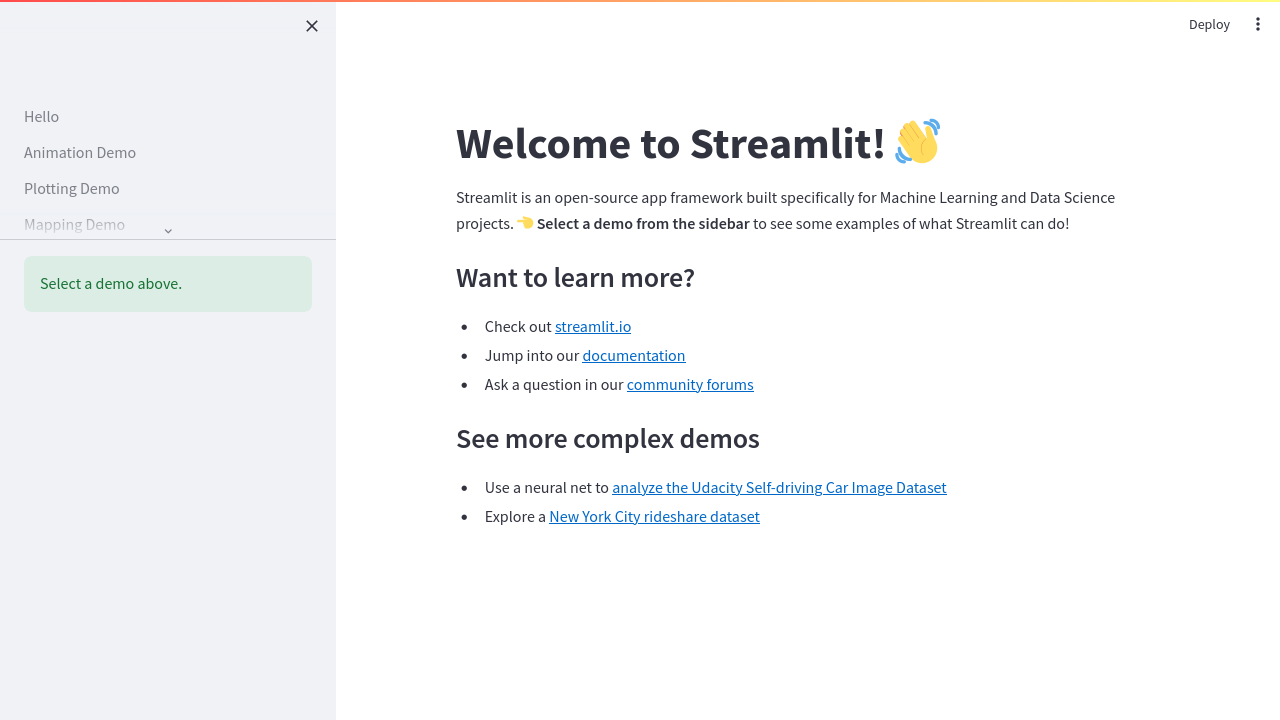 Deploy
Hello
Animation Demo
Plotting Demo
Mapping Demo
Select a demo above.
Welcome to Streamlit! 👋
Streamlit is an open-source app framework built specifically for Machine Learning and Data Science
projects. 👈 Select a demo from the sidebar to see some examples of what Streamlit can do!
Want to learn more?
• Check out streamlit.io
• Jump into our documentation
• Ask a question in our community forums
See more complex demos
• Use a neural net to analyze the Udacity Self-driving Car Image Dataset
• Explore a New York City rideshare dataset